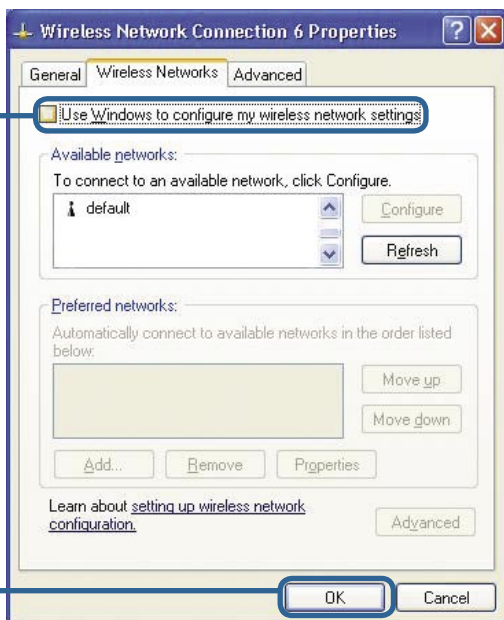 Wireless Network Connection 6 Properties
General Wireless Networks Advanced
Use Windows to configure my wireless network settings
Available networks:
To connect to an available network, click Configure.
default
Configure
Refresh
Preferred networks:
Automatically connect to available networks in the order listed
below:
Move up
Move down
Add... Remove Properties
Learn about setting up wireless network
configuration.
Advanced
OK Cancel